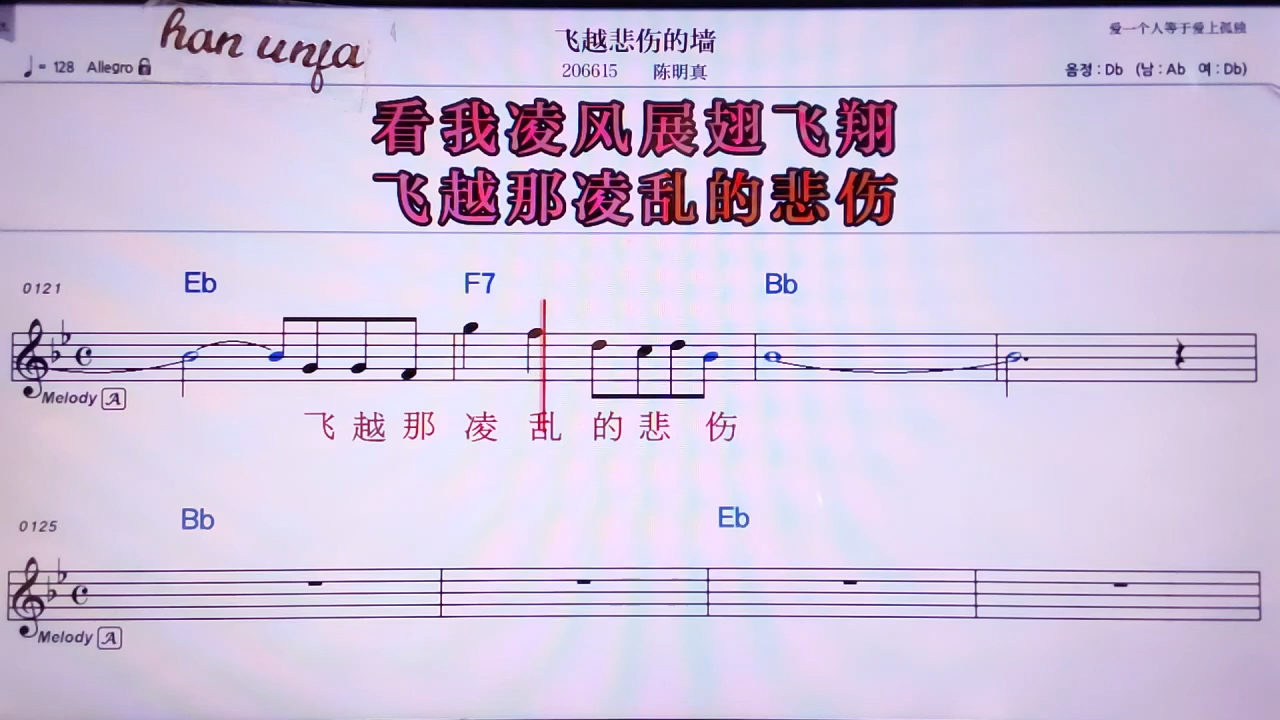 han unfa
飞越悲伤的墙
爱一个人等于爱上孤独
♩= 128 Allegro
206615 陈明真
음정 : Db (남 : Ab 여 : Db)
看我凌风展翅飞翔
飞越那凌乱的悲伤
0121
Eb F7 Bb
Melody A
飞越那凌乱的悲伤
0125
Bb Eb
Melody A